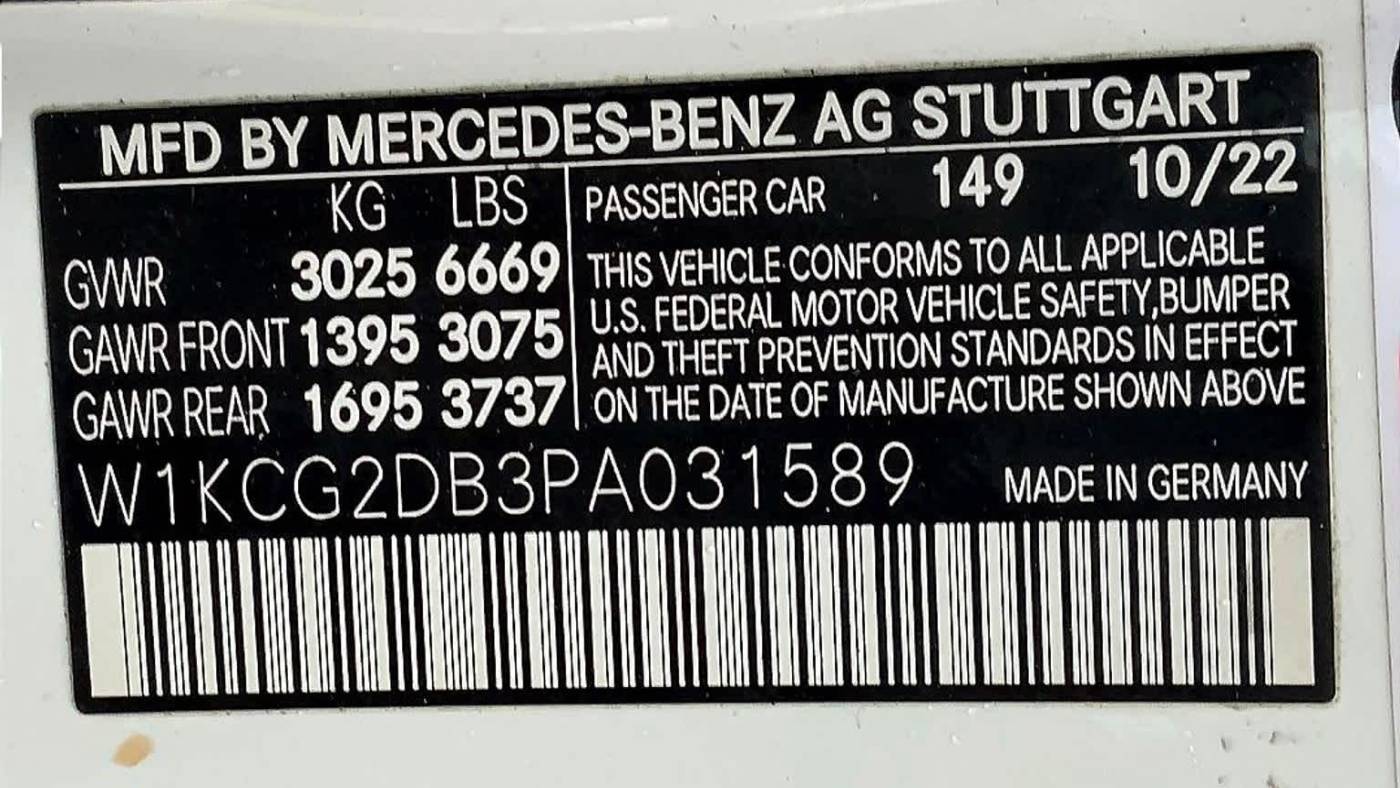 MFD BY MERCEDES-BENZ AG STUTTGART
KG LBS
GVWR 3025 6669
GAWR FRONT 1395 3075
GAWR REAR 1695 3737
PASSENGER CAR 149 10/22
THIS VEHICLE CONFORMS TO ALL APPLICABLE
U.S. FEDERAL MOTOR VEHICLE SAFETY,BUMPER
AND THEFT PREVENTION STANDARDS IN EFFECT
ON THE DATE OF MANUFACTURE SHOWN ABOVE
W1KCG2DB3PA031589
MADE IN GERMANY